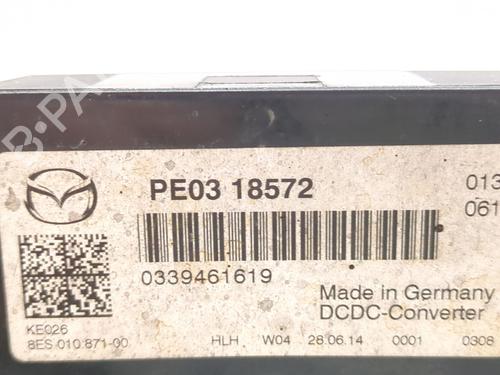 PE03 18572
013
061
0339461619
Made in Germany
DCDC-Converter
KE026
8ES 010 871-00 HLH W04 28.06.14 0001 0308